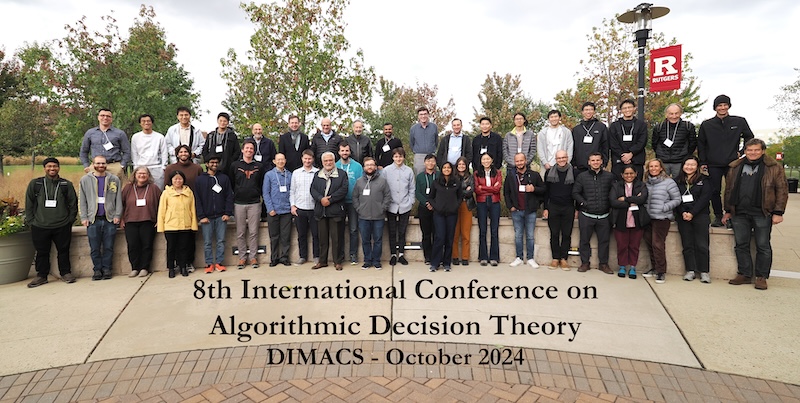 R
RUTGERS
8th International Conference on
Algorithmic Decision Theory
DIMACS - October 2024